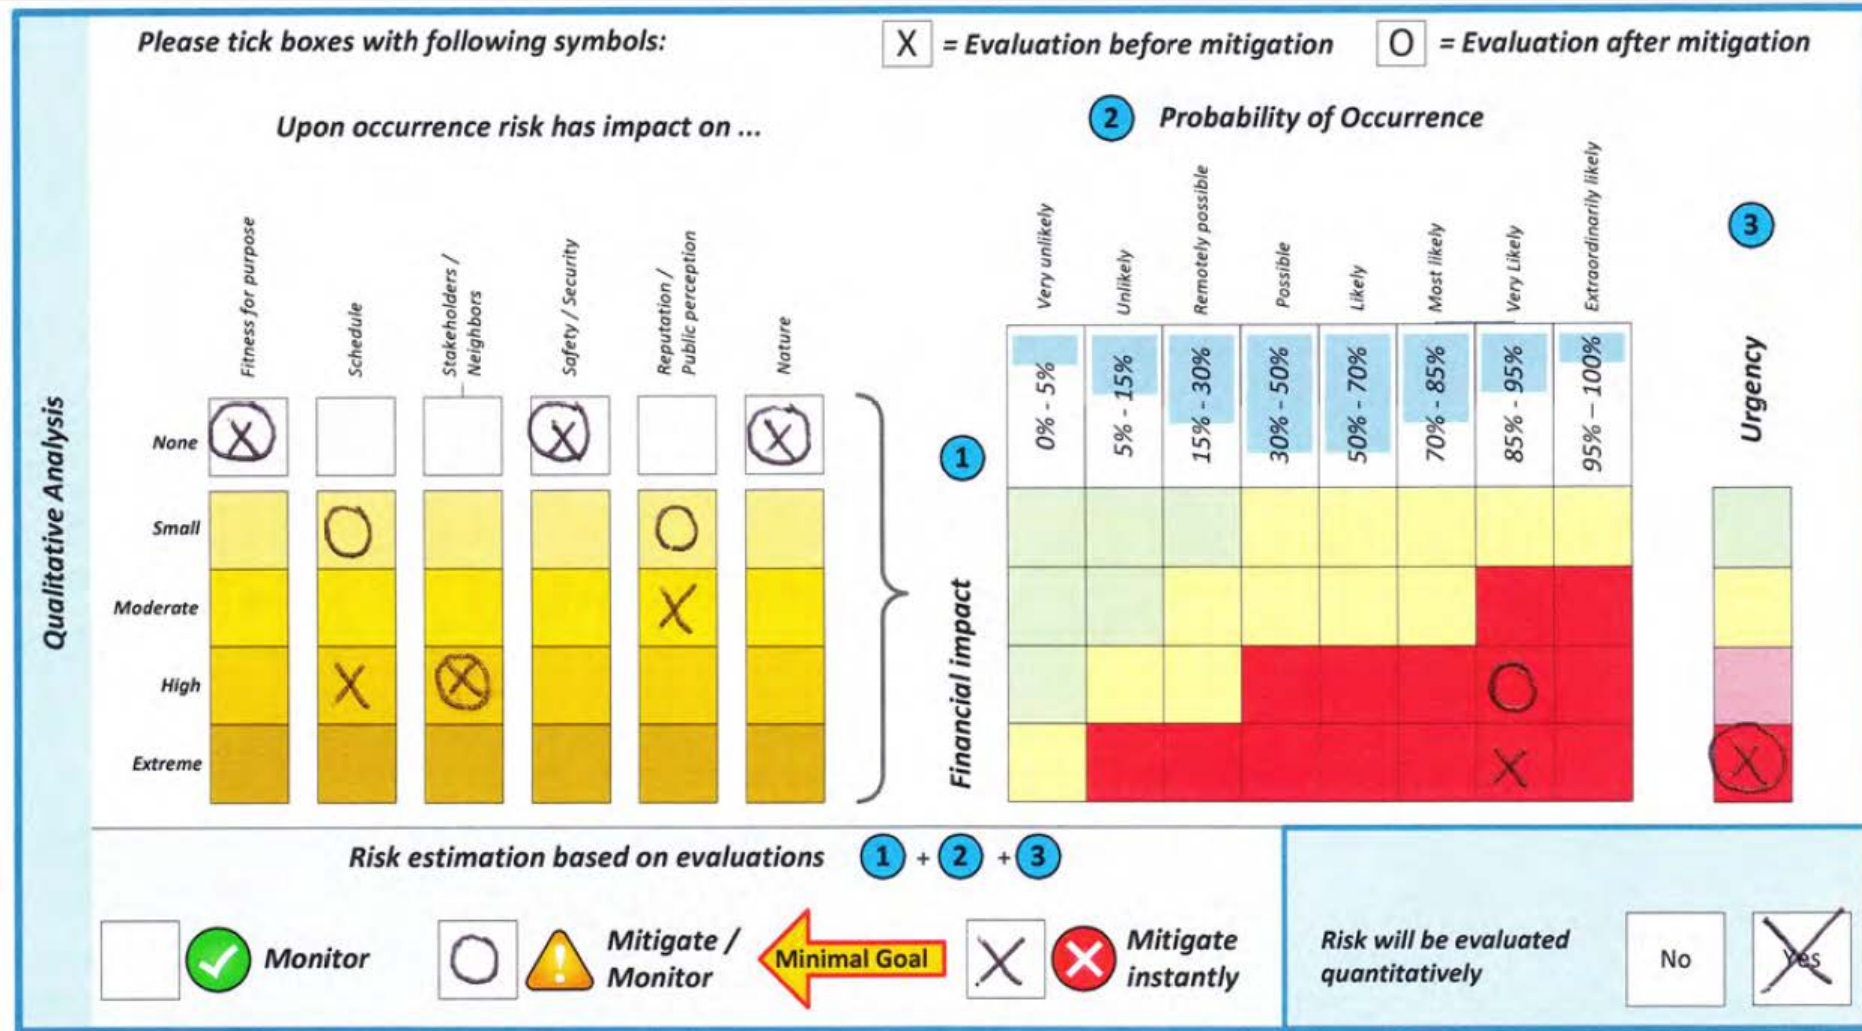 Please tick boxes with following symbols:
X = Evaluation before mitigation
O = Evaluation after mitigation
Upon occurrence risk has impact on ...
2 Probability of Occurrence
3
Urgency
Qualitative Analysis
Fitness for purpose
Schedule
Stakeholders /
Neighbors
Safety / Security
Reputation /
Public perception
Nature
Very unlikely
Unlikely
Remotely possible
Possible
Likely
Most likely
Very Likely
Extraordinarily likely
0% - 5%
5% - 15%
15% - 30%
30% - 50%
50% - 70%
70% - 85%
85% - 95%
95% – 100%
1
Financial impact
None X O X O X O
Small O O
Moderate X
High X X O O
Extreme X X O
Risk estimation based on evaluations 1 + 2 + 3
Monitor
O ! Mitigate /
Monitor
Minimal Goal
X Mitigate
instantly
Risk will be evaluated
quantitatively
No
Yes X